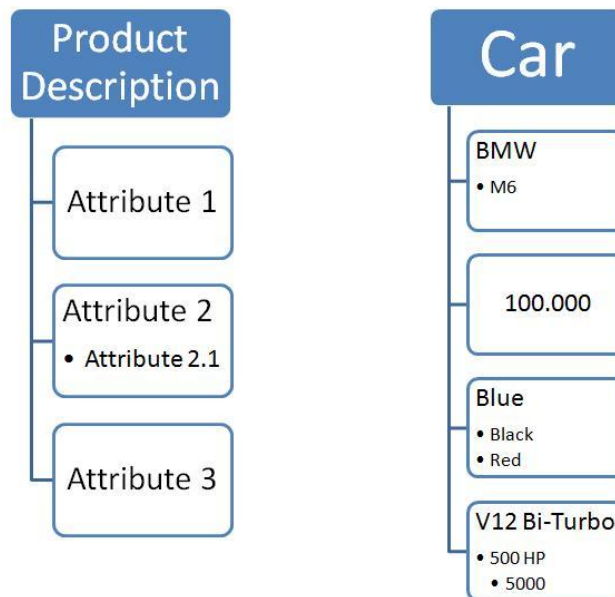 Product
Description
Attribute 1
Attribute 2
• Attribute 2.1
Attribute 3
Car
BMW
• M6
100.000
Blue
• Black
• Red
V12 Bi-Turbo
• 500 HP
• 5000